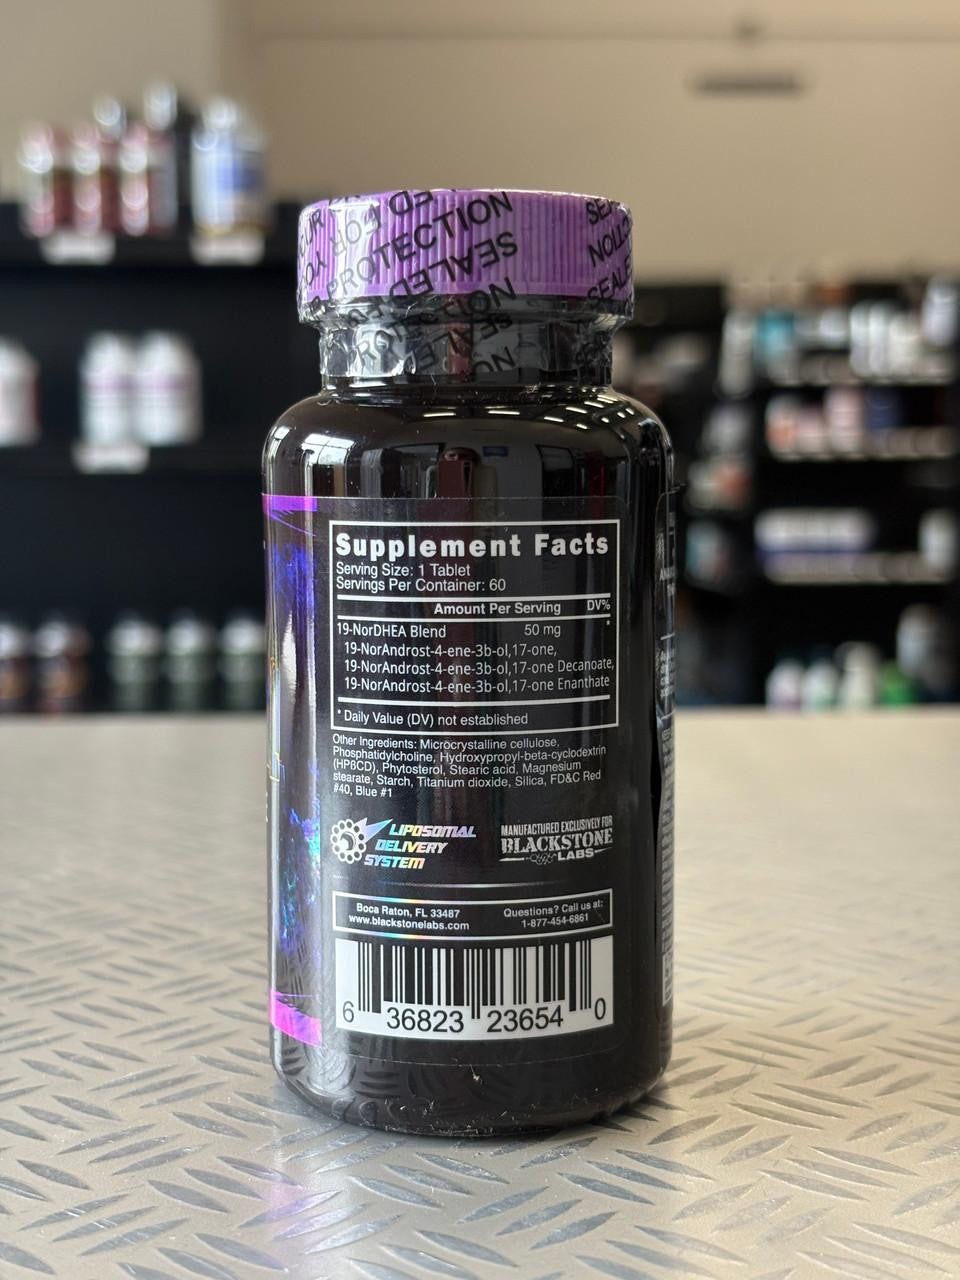 PROTECTION
SEALED
Supplement Facts
Serving Size: 1 Tablet
Servings Per Container: 60
Amount Per Serving DV%
19-NorDHEA Blend 50 mg *
19-NorAndrost-4-ene-3b-ol,17-one,
19-NorAndrost-4-ene-3b-ol,17-one Decanoate,
19-NorAndrost-4-ene-3b-ol,17-one Enanthate
* Daily Value (DV) not established
Other Ingredients: Microcrystalline cellulose,
Phosphatidylcholine, Hydroxypropyl-beta-cyclodextrin
(HPßCD), Phytosterol, Stearic acid, Magnesium
stearate, Starch, Titanium dioxide, Silica, FD&C Red
#40, Blue #1
LIPOSOMAL
DELIVERY
SYSTEM
MANUFACTURED EXCLUSIVELY FOR
BLACKSTONE
LABS
Boca Raton, FL 33487
www.blackstonelabs.com
Questions? Call us at:
1-877-454-6861
6 36823 23654 0